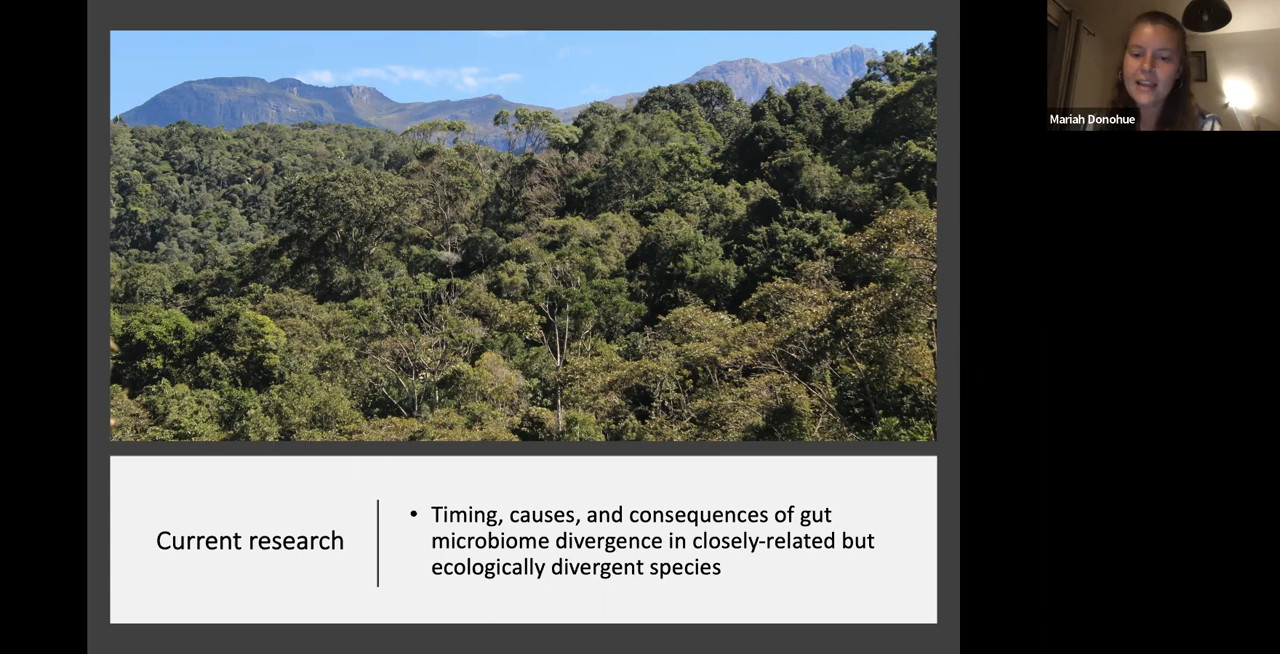 Mariah Donohue
Current research
• Timing, causes, and consequences of gut
microbiome divergence in closely-related but
ecologically divergent species